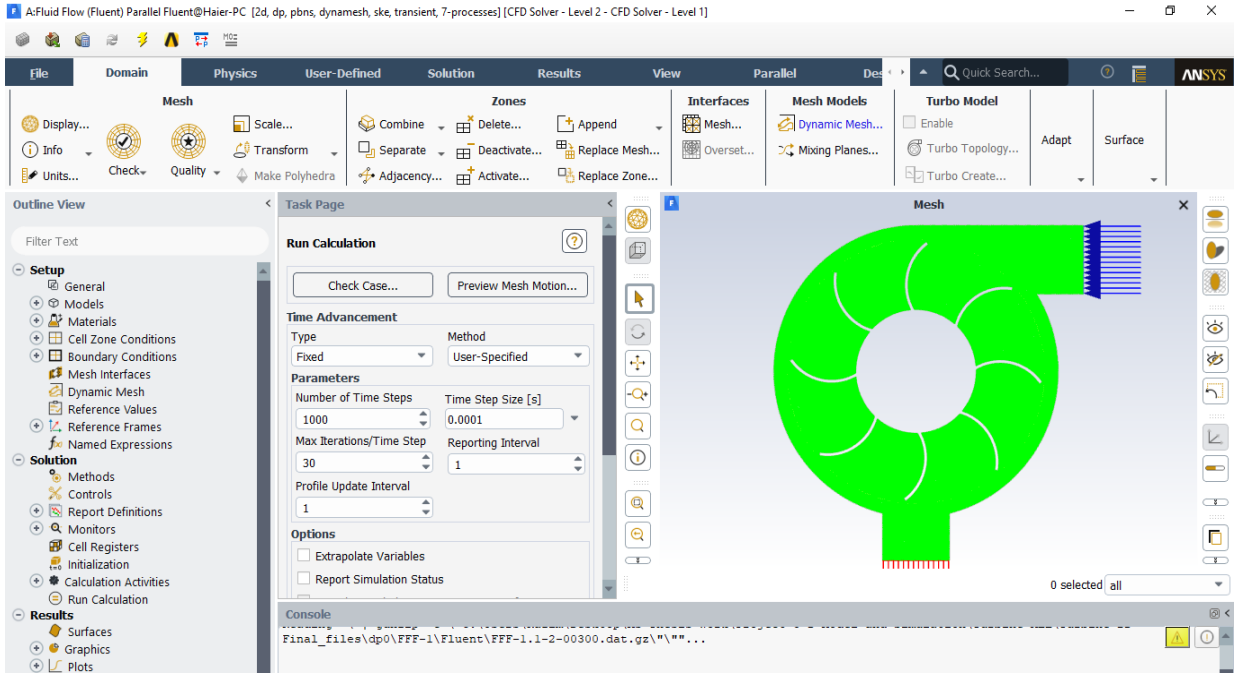 A:Fluid Flow (Fluent) Parallel Fluent@Haier-PC [2d, dp, pbns, dynamesh, ske, transient, 7-processes] [CFD Solver - Level 2 - CFD Solver - Level 1]
File Domain Physics User-Defined Solution Results View Parallel Des Quick Search... ANSYS
Mesh
Display...
Info
Units...
Check
Quality
Scale...
Transform
Make Polyhedra
Zones
Combine Delete... Append
Separate Deactivate... Replace Mesh...
Adjacency... Activate... Replace Zone...
Interfaces
Mesh...
Overset...
Mesh Models
Dynamic Mesh...
Mixing Planes...
Turbo Model
Enable
Turbo Topology...
Turbo Create...
Adapt
Surface
Outline View
Filter Text
Setup
General
Models
Materials
Cell Zone Conditions
Boundary Conditions
Mesh Interfaces
Dynamic Mesh
Reference Values
Reference Frames
Named Expressions
Solution
Methods
Controls
Report Definitions
Monitors
Cell Registers
Initialization
Calculation Activities
Run Calculation
Results
Surfaces
Graphics
Plots
Task Page
Run Calculation
Check Case... Preview Mesh Motion...
Time Advancement
Type Method
Fixed User-Specified
Parameters
Number of Time Steps Time Step Size [s]
1000 0.0001
Max Iterations/Time Step Reporting Interval
30 1
Profile Update Interval
1
Options
Extrapolate Variables
Report Simulation Status
Mesh
0 selected all
Console
Final_files\dp0\FFF-1\Fluent\FFF-1.1-2-00300.dat.gz\"\""...